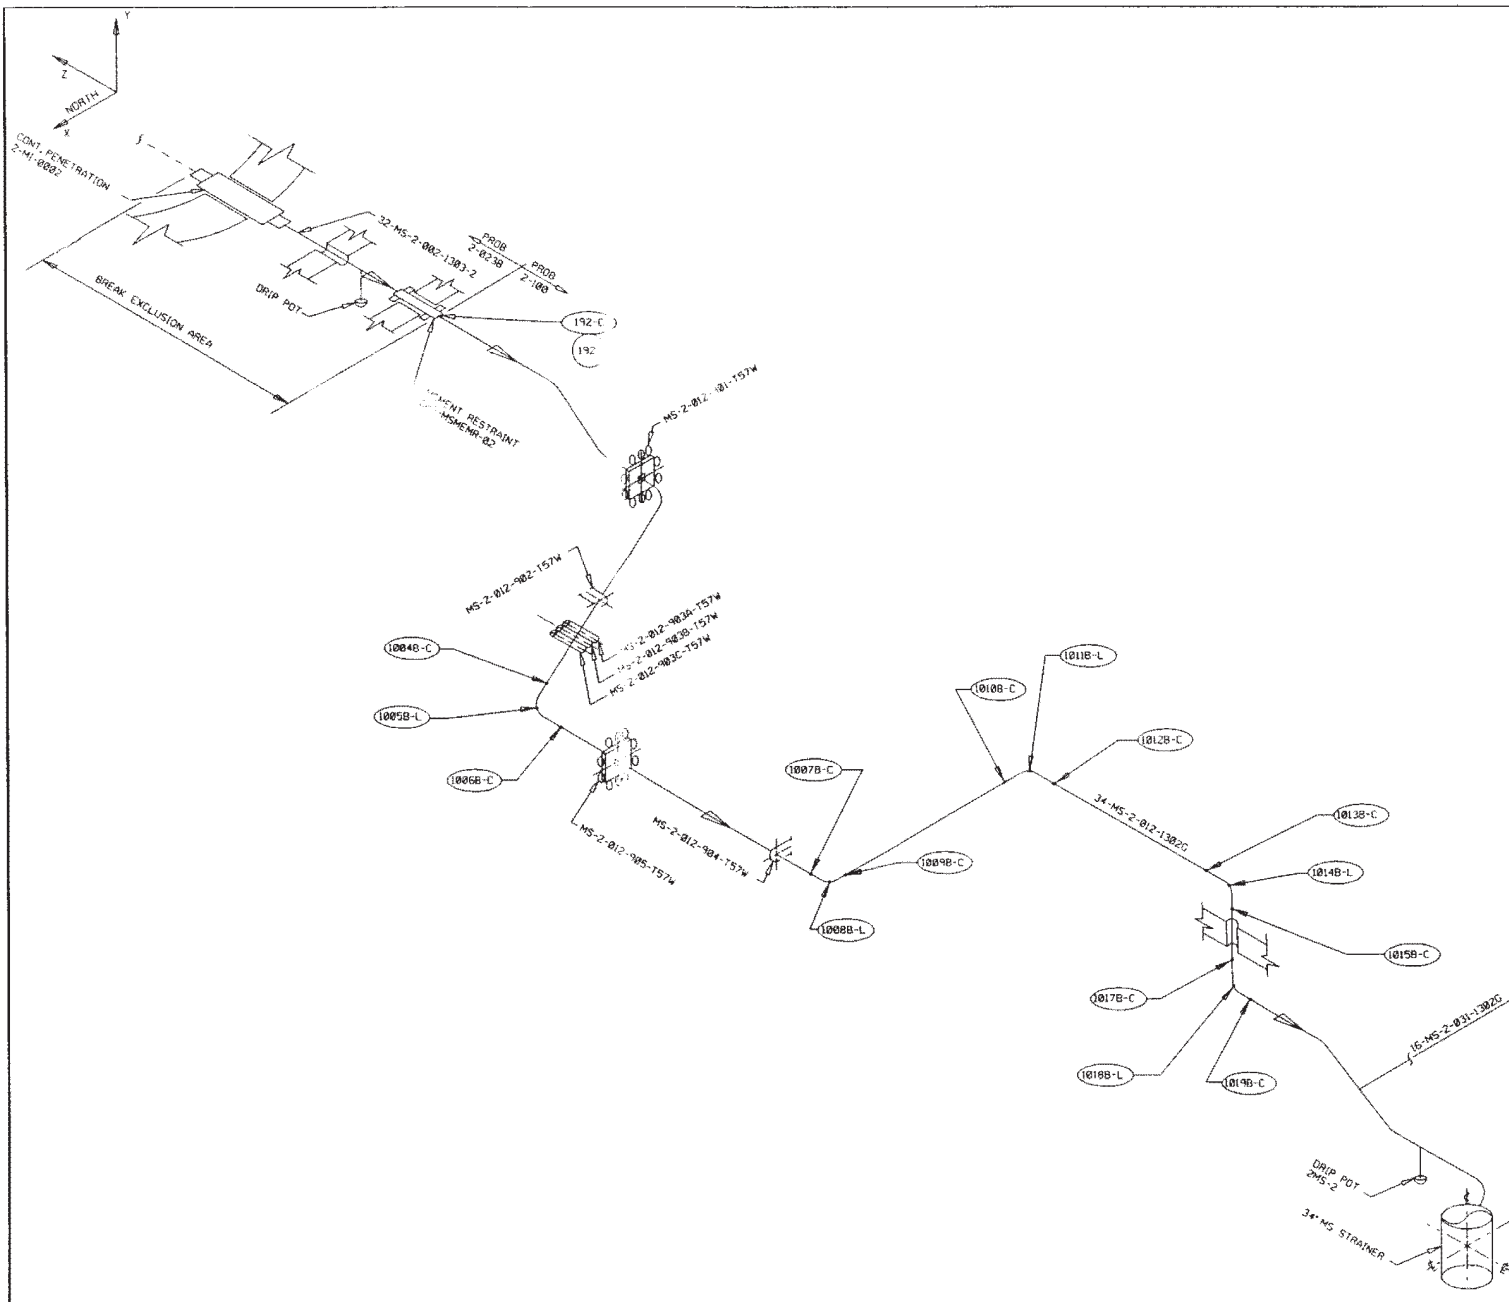 Y
Z
NORTH
X
CONT. PENETRATION
2-M1-0002
32-MS-2-002-1303-2
PROB
2-023B
PROB
2-100
DRIP POT
BREAK EXCLUSION AREA
192-C
192
RESTRAINT
MSMEMR-02
MS-2-012-901-T57W
MS-2-012-902-T57W
MS-2-012-903A-T57W
MS-2-012-903B-T57W
MS-2-012-903C-T57W
1004B-C
1005B-L
1006B-C
1007B-C
1008B-L
1009B-C
1010B-C
1011B-L
1012B-C
34-MS-2-012-1302G
1013B-C
1014B-L
1015B-C
MS-2-012-904-T57W
MS-2-012-905-T57W
1017B-C
1018B-L
1019B-C
16-MS-2-031-1302G
DRIP POT
2MS-2
34" MS STRAINER